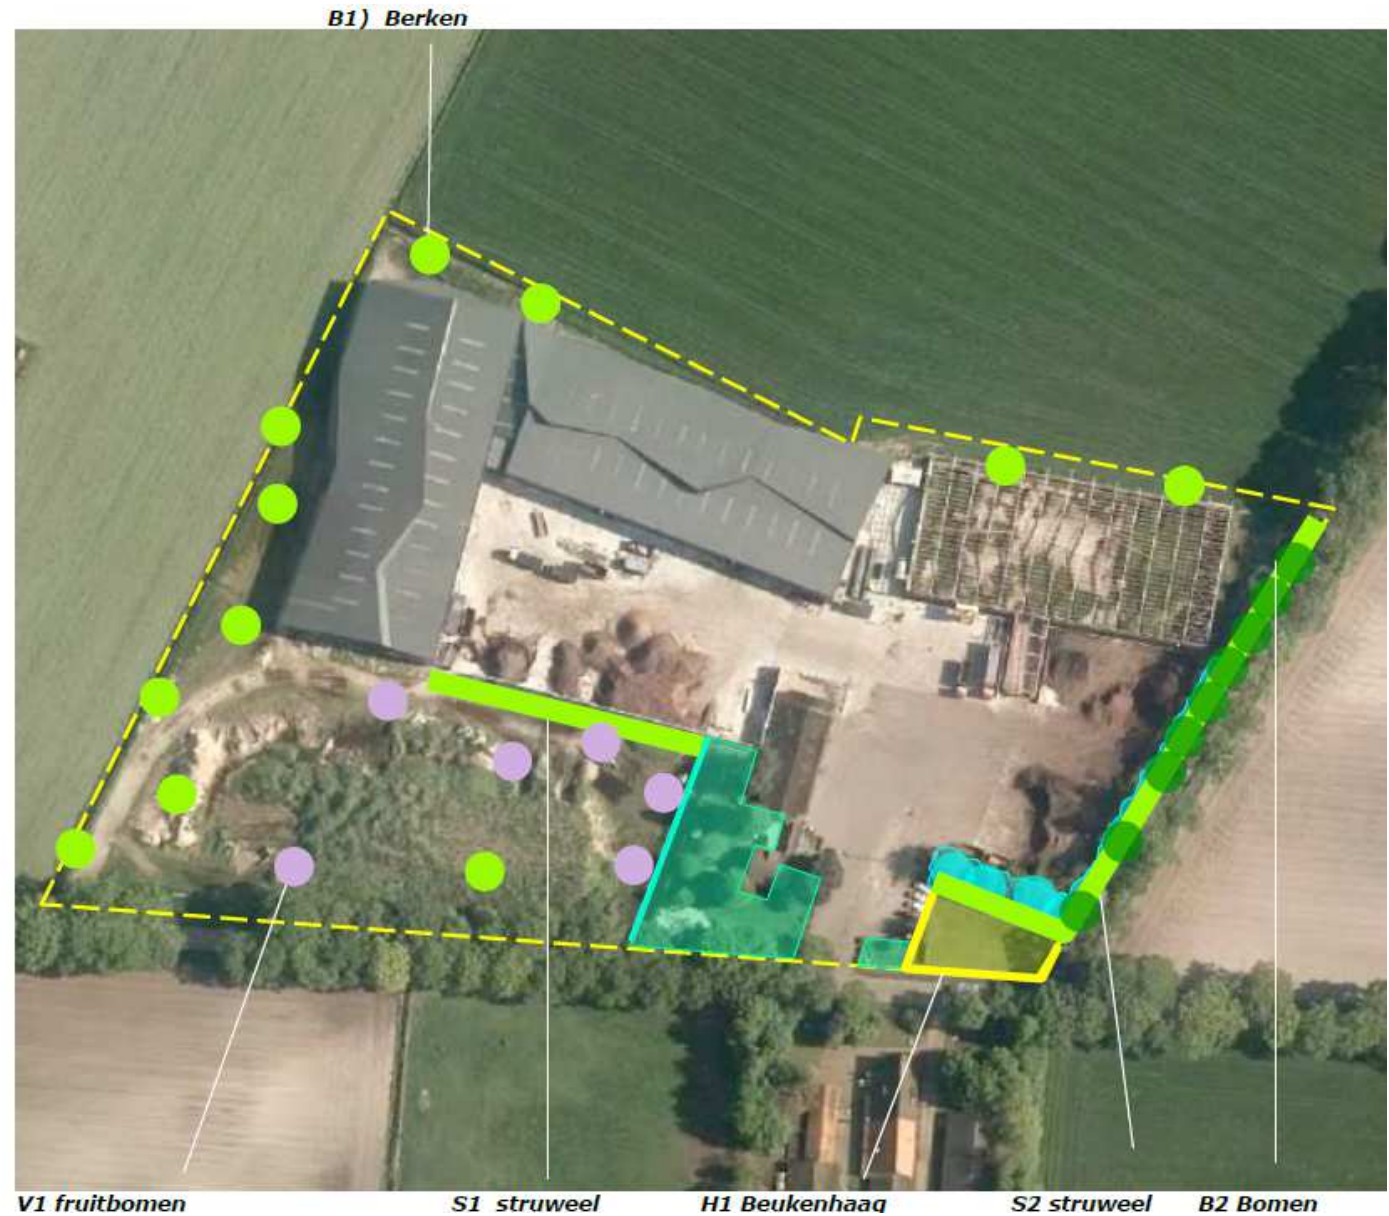 B1) Berken
V1 fruitbomen
S1 struweel
H1 Beukenhaag
S2 struweel
B2 Bomen